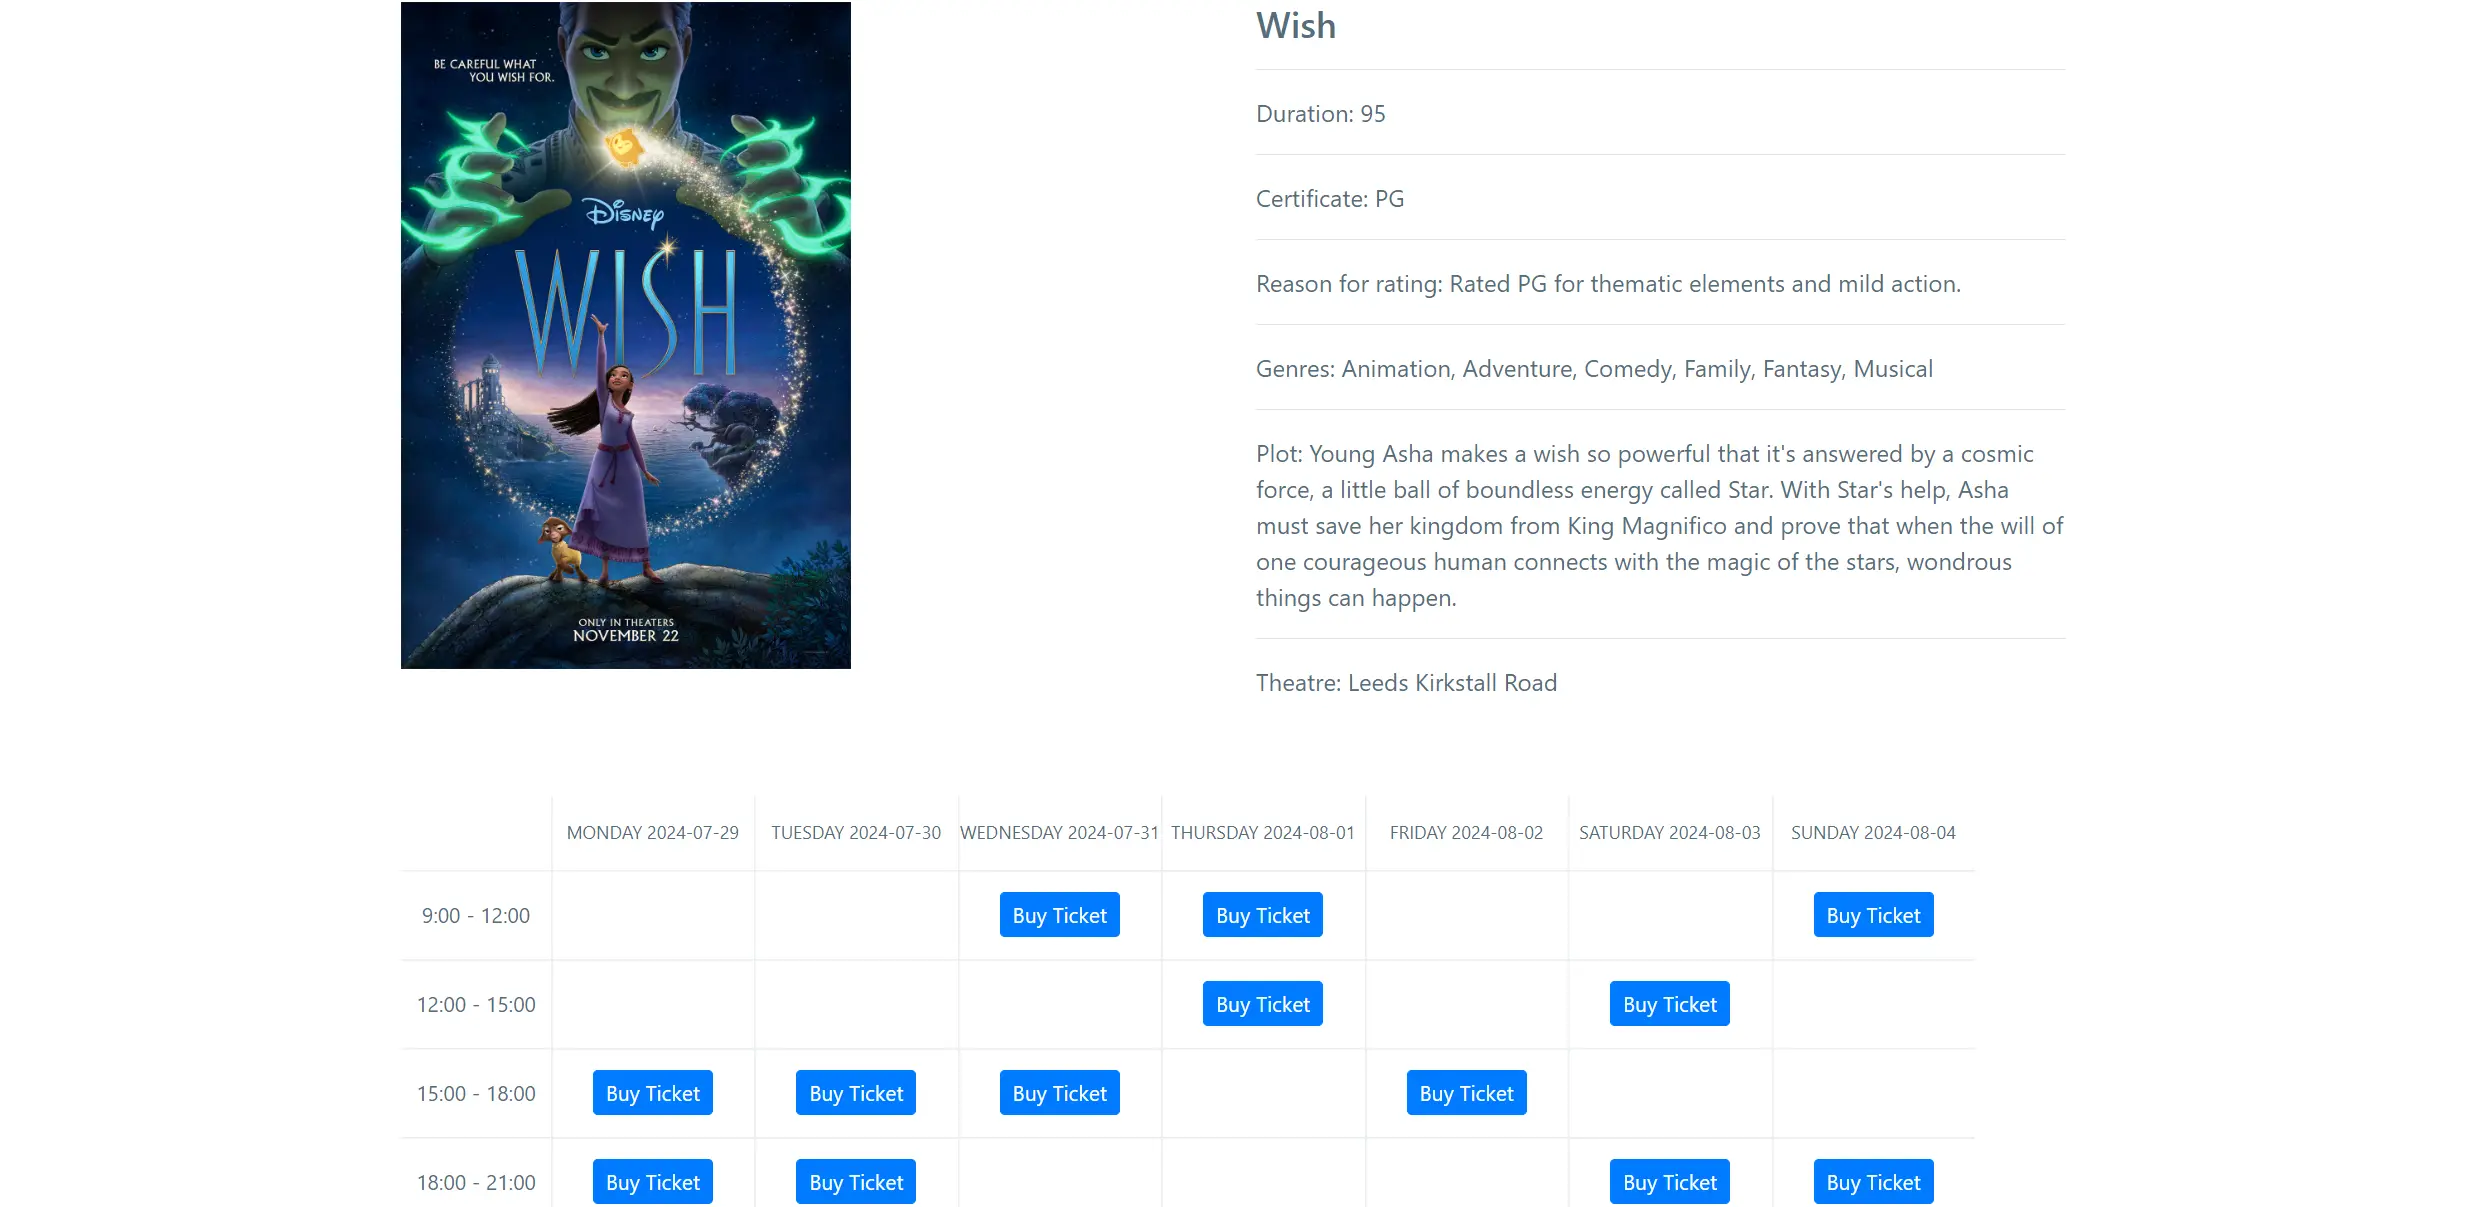 BE CAREFUL WHAT
YOU WISH FOR.
Disney
WISH
ONLY IN THEATERS
NOVEMBER 22
Wish
Duration: 95
Certificate: PG
Reason for rating: Rated PG for thematic elements and mild action.
Genres: Animation, Adventure, Comedy, Family, Fantasy, Musical
Plot: Young Asha makes a wish so powerful that it's answered by a cosmic
force, a little ball of boundless energy called Star. With Star's help, Asha
must save her kingdom from King Magnifico and prove that when the will of
one courageous human connects with the magic of the stars, wondrous
things can happen.
Theatre: Leeds Kirkstall Road
MONDAY 2024-07-29 TUESDAY 2024-07-30 WEDNESDAY 2024-07-31 THURSDAY 2024-08-01 FRIDAY 2024-08-02 SATURDAY 2024-08-03 SUNDAY 2024-08-04
9:00 - 12:00 Buy Ticket Buy Ticket Buy Ticket
12:00 - 15:00 Buy Ticket Buy Ticket
15:00 - 18:00 Buy Ticket Buy Ticket Buy Ticket Buy Ticket
18:00 - 21:00 Buy Ticket Buy Ticket Buy Ticket Buy Ticket